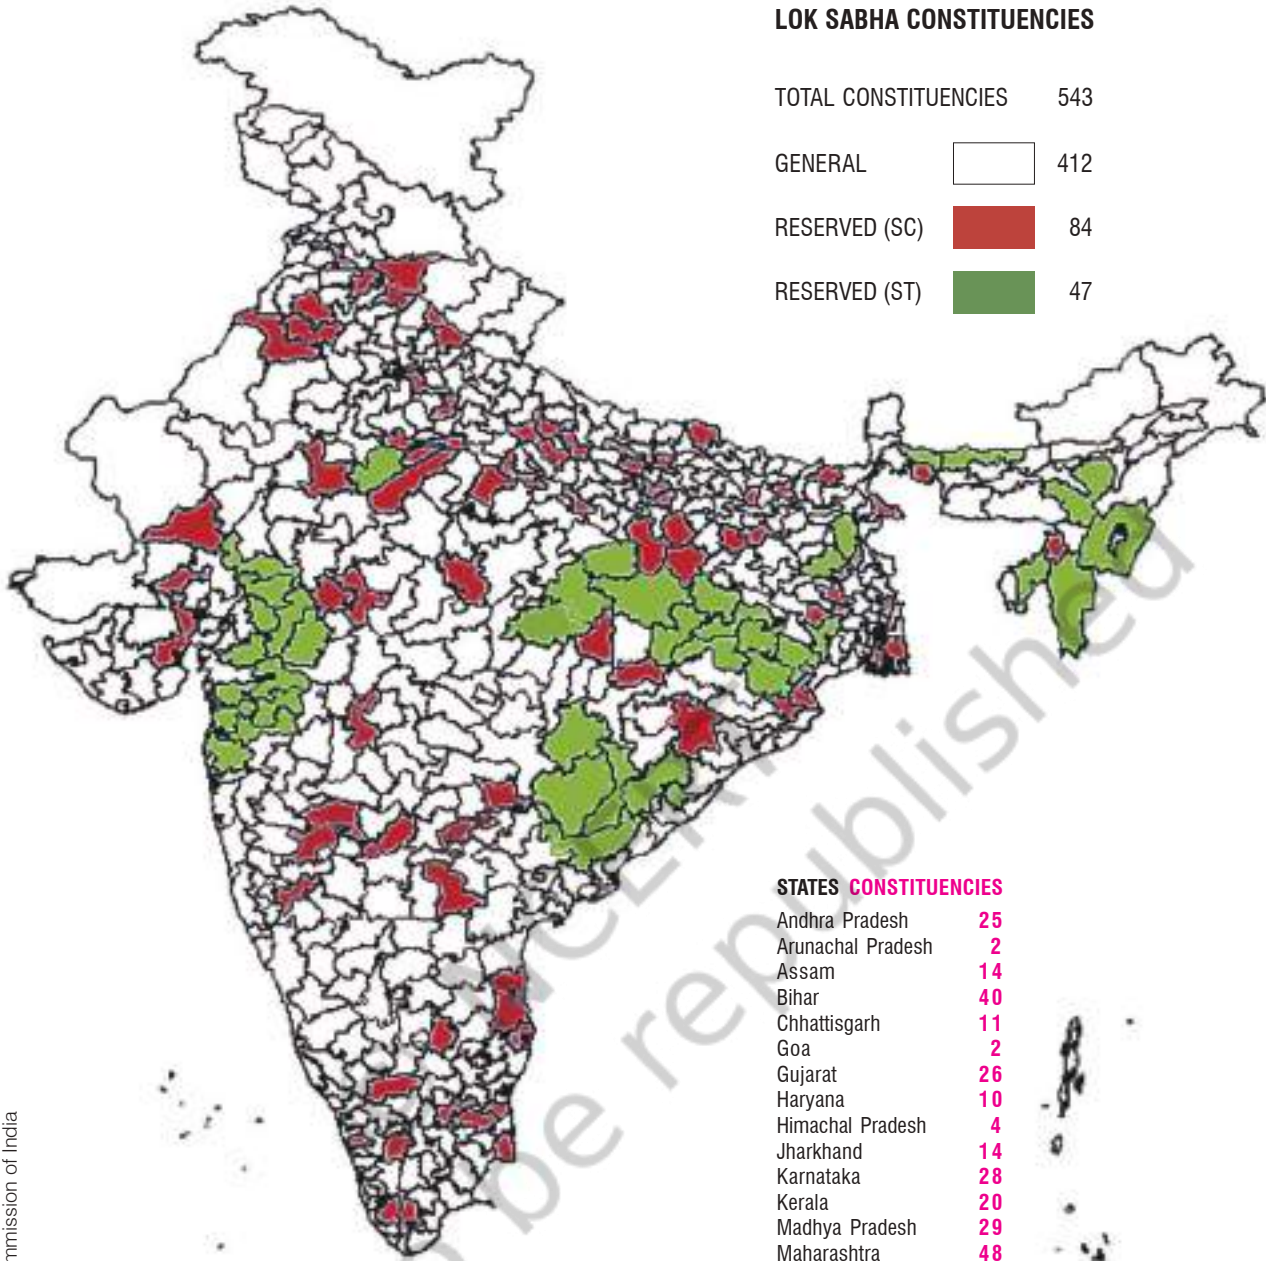 LOK SABHA CONSTITUENCIES
TOTAL CONSTITUENCIES 543
GENERAL 412
RESERVED (SC) 84
RESERVED (ST) 47
STATES CONSTITUENCIES
Andhra Pradesh 25
Arunachal Pradesh 2
Assam 14
Bihar 40
Chhattisgarh 11
Goa 2
Gujarat 26
Haryana 10
Himachal Pradesh 4
Jharkhand 14
Karnataka 28
Kerala 20
Madhya Pradesh 29
Maharashtra 48
mmission of India
be republished